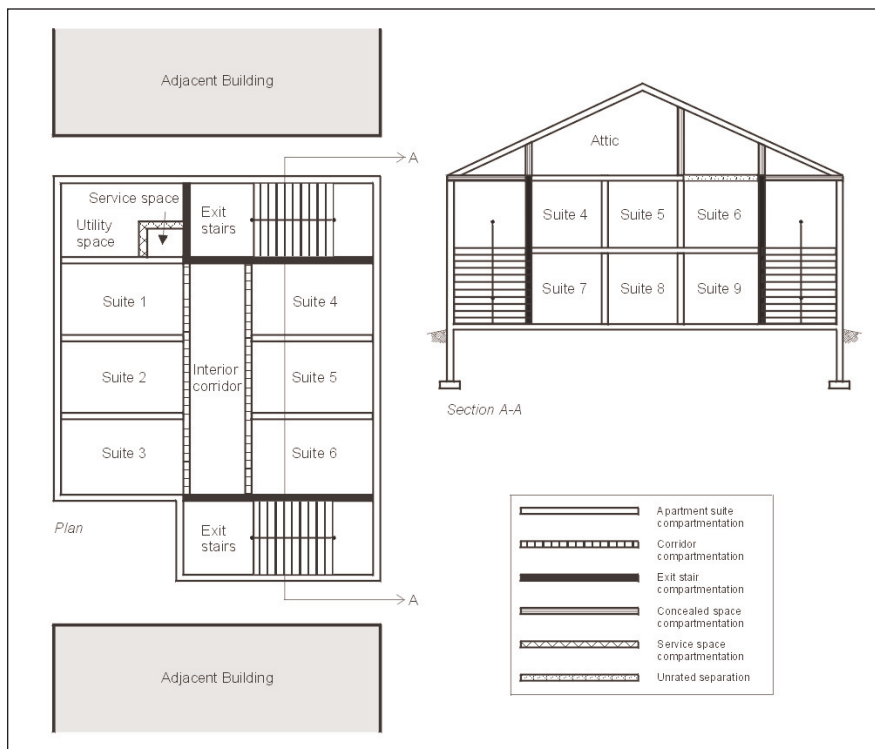 Adjacent Building
A
Service space
Utility
space
Exit
stairs
Suite 1
Suite 4
Suite 2
Interior
corridor
Suite 5
Suite 3
Suite 6
Plan
Exit
stairs
A
Adjacent Building
Attic
Suite 4
Suite 5
Suite 6
Suite 7
Suite 8
Suite 9
Section A-A
Apartment suite
compartmentation
Corridor
compartmentation
Exit stair
compartmentation
Concealed space
compartmentation
Service space
compartmentation
Unrated separation